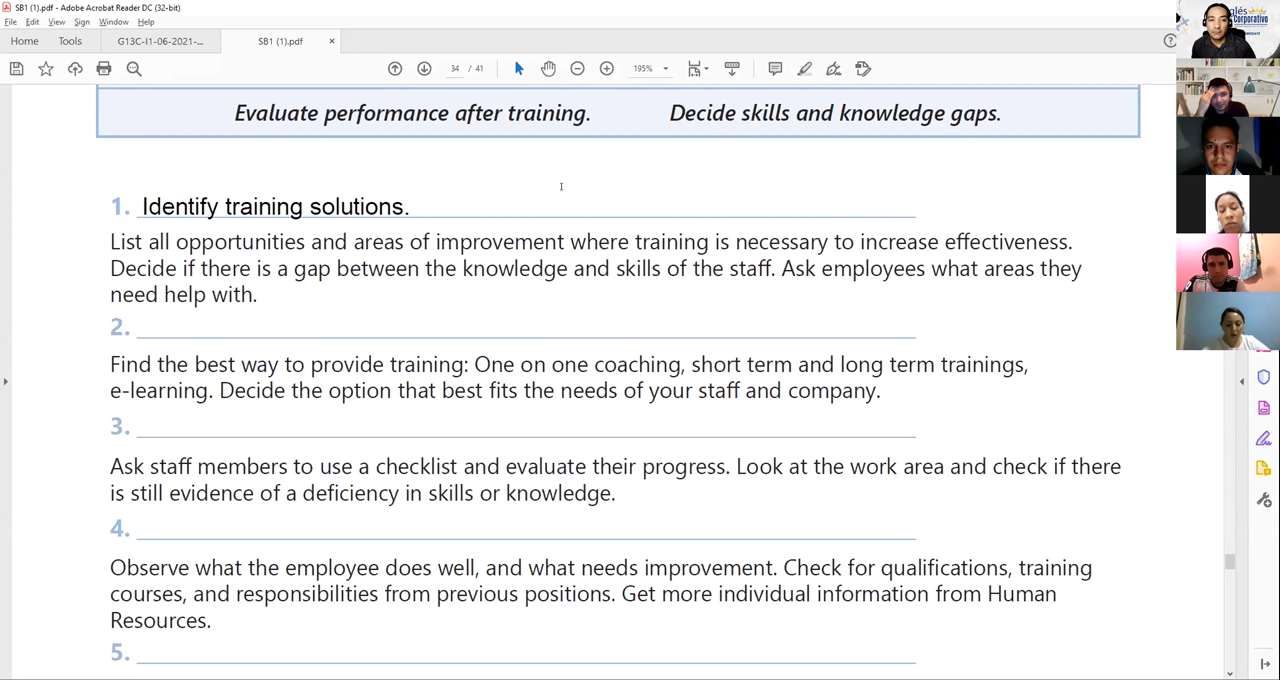 SB1 (1).pdf - Adobe Acrobat Reader DC (32-bit)
File Edit View Sign Window Help
Home Tools G13C-I1-06-2021-... SB1 (1).pdf ×
34 / 41 195%
Evaluate performance after training. Decide skills and knowledge gaps.
1. Identify training solutions.
List all opportunities and areas of improvement where training is necessary to increase effectiveness.
Decide if there is a gap between the knowledge and skills of the staff. Ask employees what areas they
need help with.
2.
Find the best way to provide training: One on one coaching, short term and long term trainings,
e-learning. Decide the option that best fits the needs of your staff and company.
3.
Ask staff members to use a checklist and evaluate their progress. Look at the work area and check if there
is still evidence of a deficiency in skills or knowledge.
4.
Observe what the employee does well, and what needs improvement. Check for qualifications, training
courses, and responsibilities from previous positions. Get more individual information from Human
Resources.
5.
Corporativo